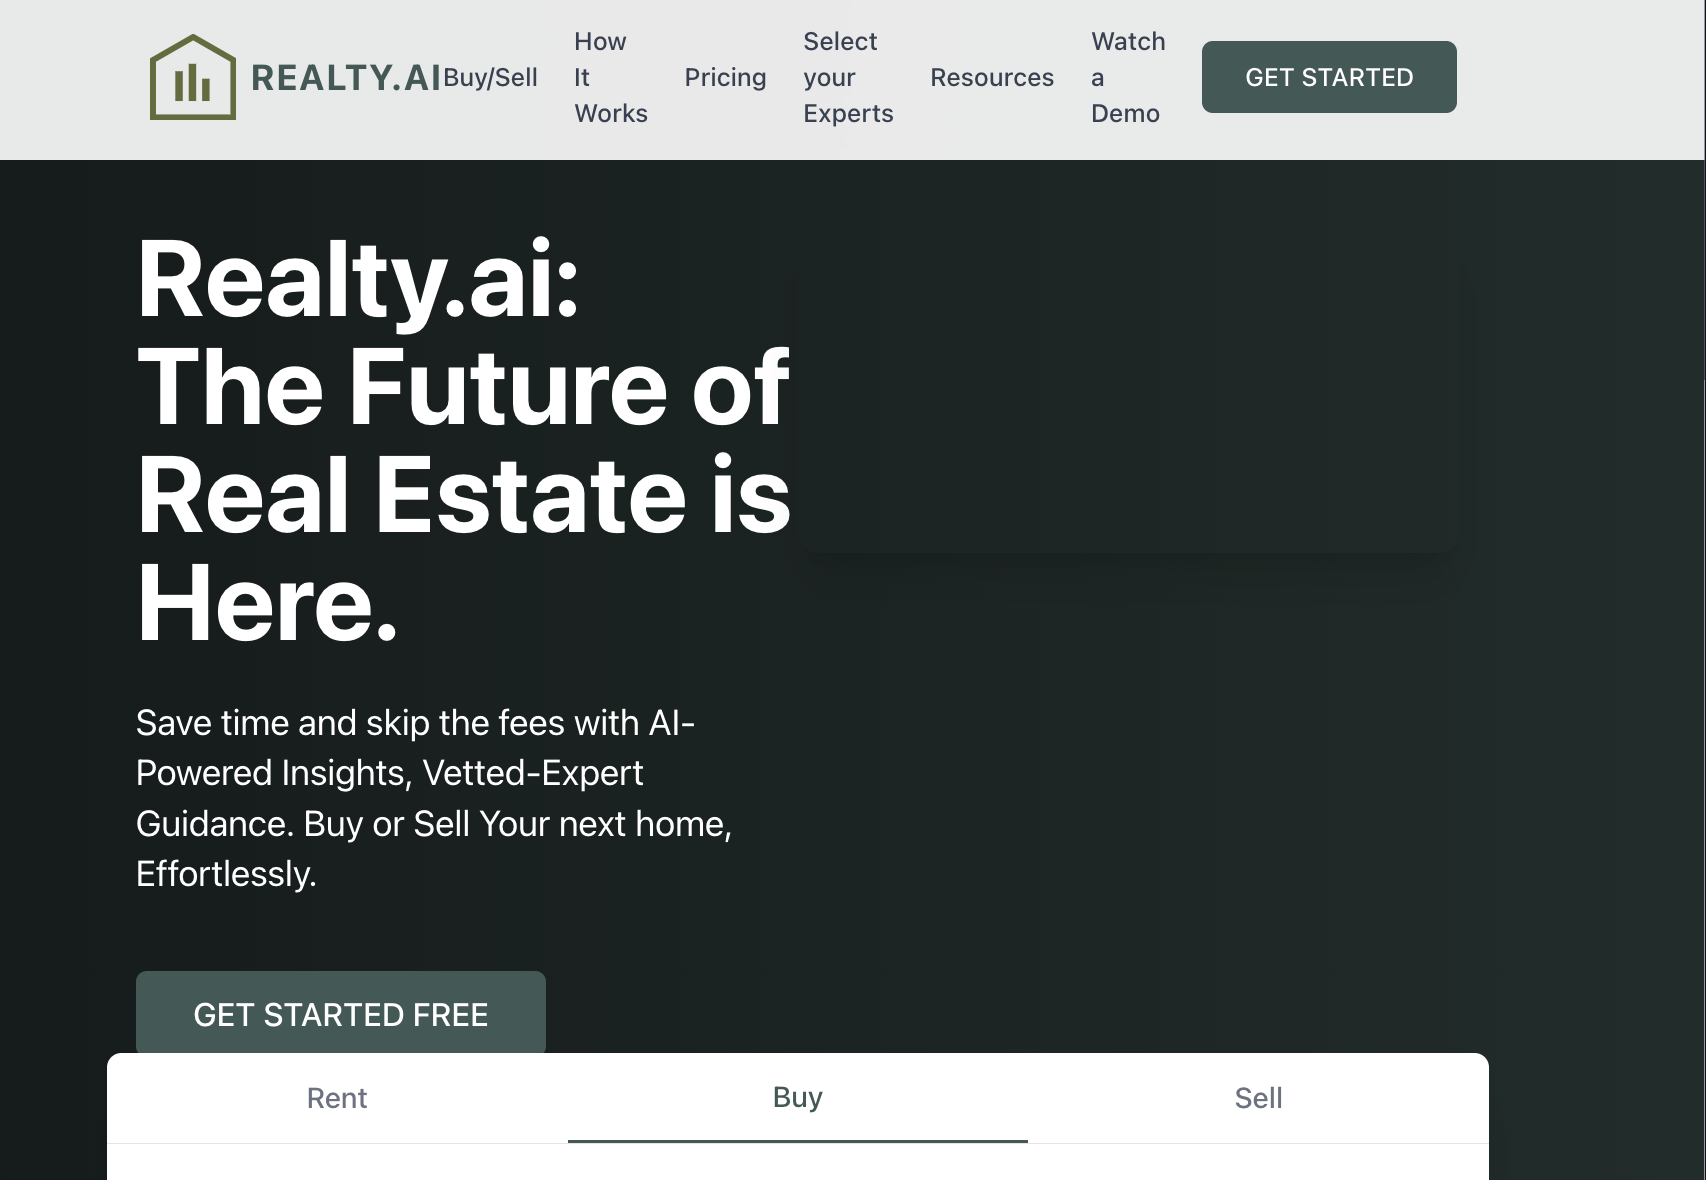 REALTY.AI
Buy/Sell
How
It
Works
Pricing
Select
your
Experts
Resources
Watch
a
Demo
GET STARTED
Realty.ai:
The Future of
Real Estate is
Here.
Save time and skip the fees with AI-
Powered Insights, Vetted-Expert
Guidance. Buy or Sell Your next home,
Effortlessly.
GET STARTED FREE
Rent
Buy
Sell